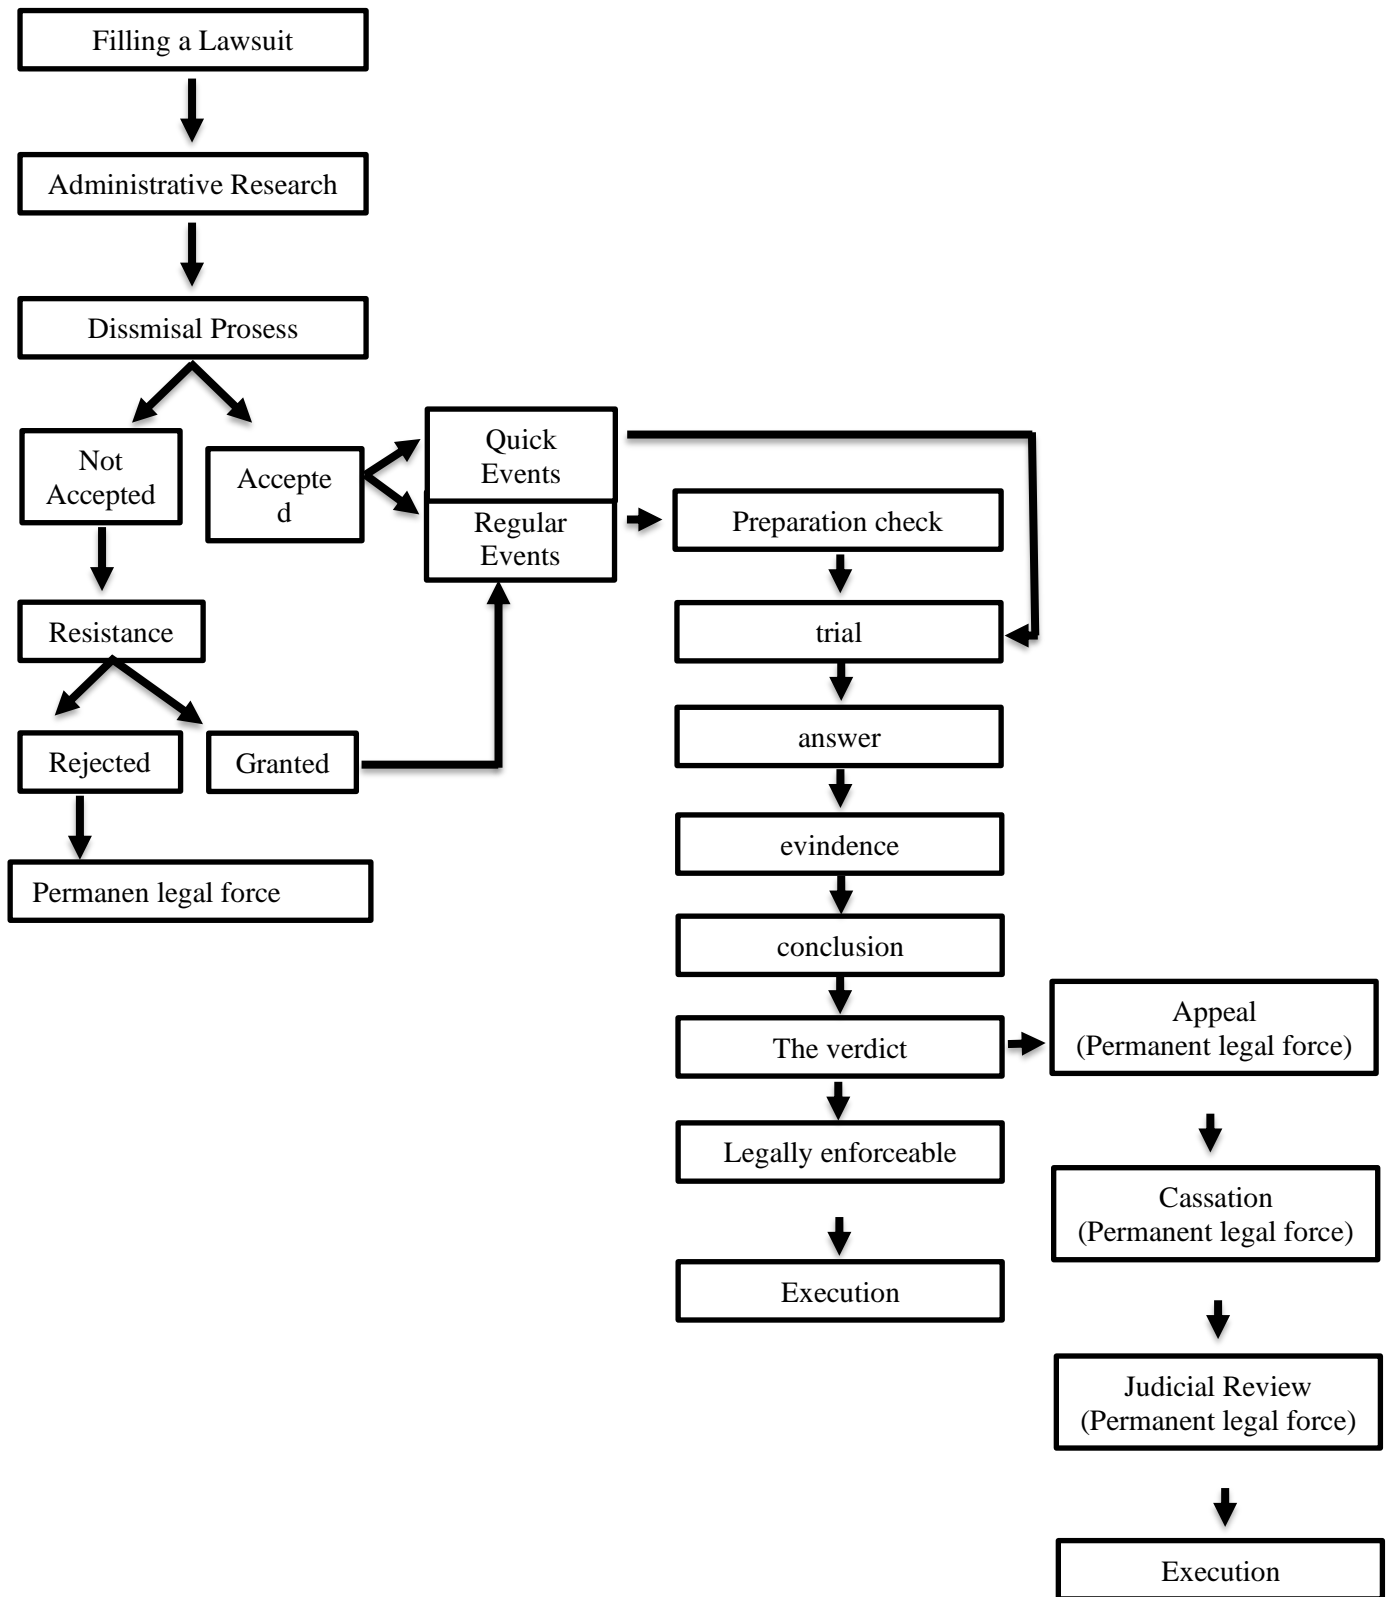 Filling a Lawsuit
Administrative Research
Dissmisal Prosess
Not
Accepted
Accepte
d
Quick
Events
Regular
Events
Preparation check
Resistance
trial
Rejected
Granted
answer
Permanen legal force
evindence
conclusion
The verdict
Appeal
(Permanent legal force)
Legally enforceable
Cassation
(Permanent legal force)
Execution
Judicial Review
(Permanent legal force)
Execution